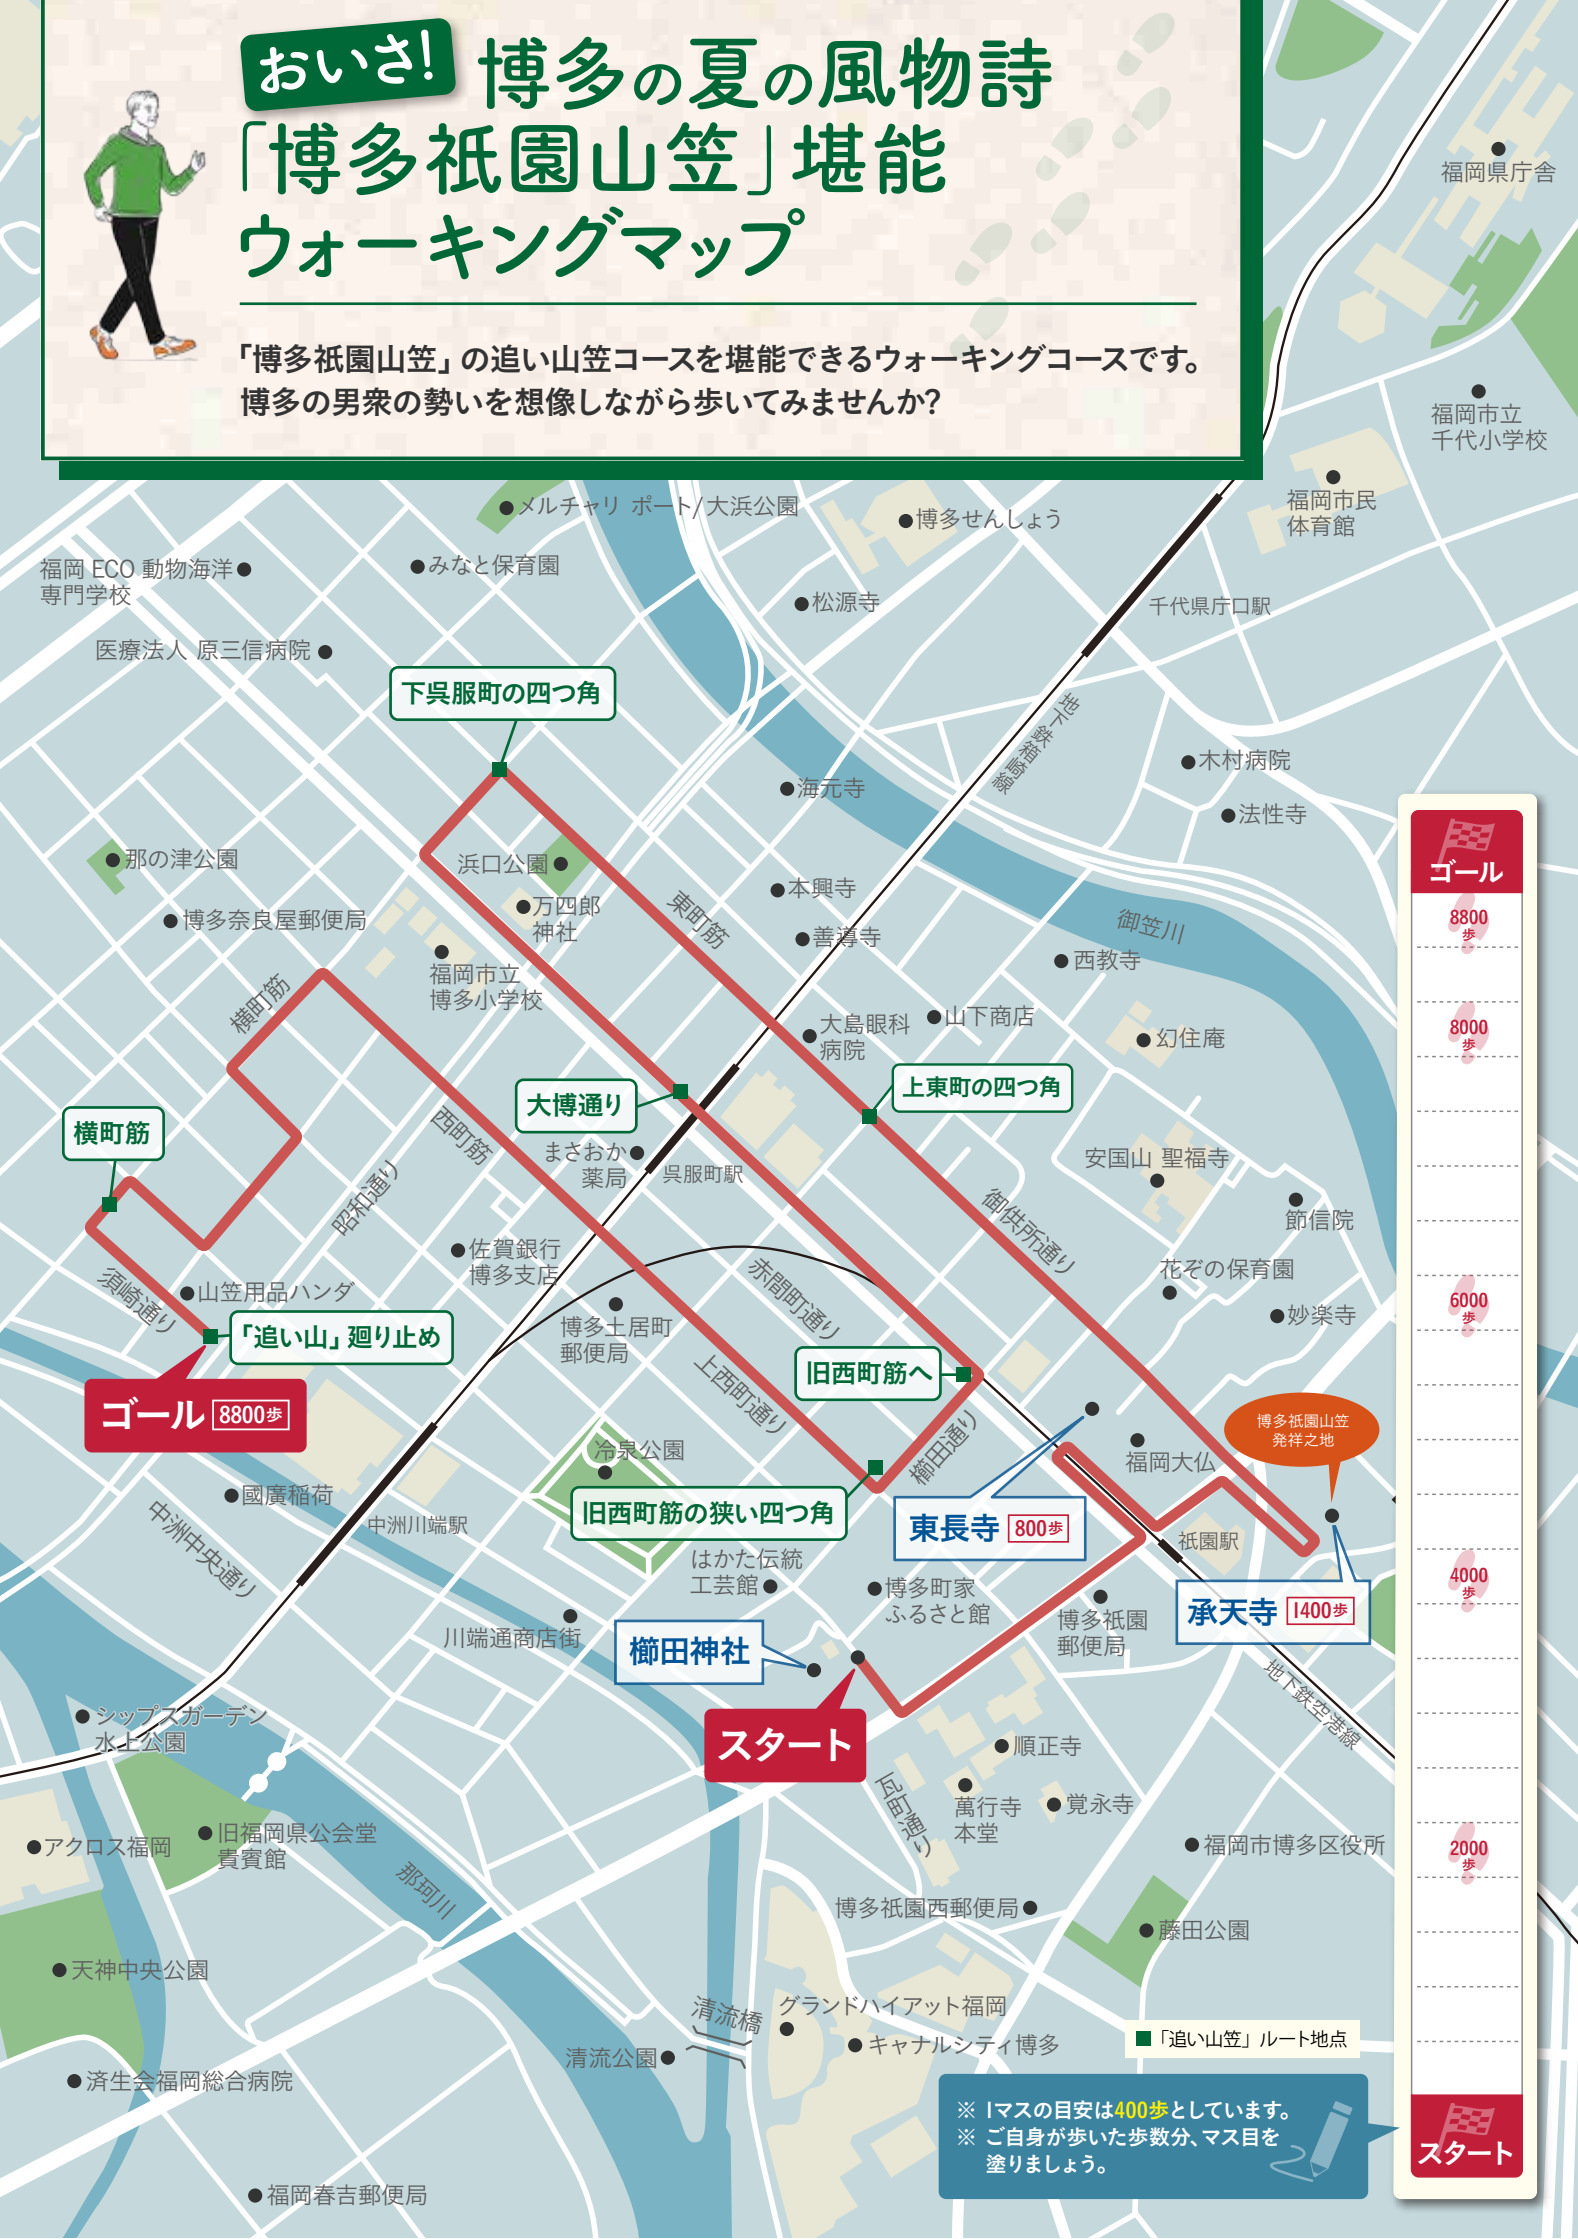 おいさ！
博多の夏の風物詩
「博多祇園山笠」堪能
ウォーキングマップ
「博多祇園山笠」の追い山笠コースを堪能できるウォーキングコースです。
博多の男衆の勢いを想像しながら歩いてみませんか？
福岡県庁舎
福岡市立
千代小学校
福岡市民
体育館
メルチャリ ポート/大浜公園
博多せんしょう
福岡 ECO 動物海洋
専門学校
みなと保育園
松源寺
千代県庁口駅
医療法人 原三信病院
下呉服町の四つ角
地下鉄箱崎線
木村病院
海元寺
法性寺
那の津公園
浜口公園
本興寺
万四郎
神社
東町筋
博多奈良屋郵便局
善導寺
御笠川
西教寺
福岡市立
博多小学校
横町筋
大島眼科
病院
山下商店
幻住庵
大博通り
上東町の四つ角
横町筋
西町筋
まさおか
薬局
呉服町駅
安国山 聖福寺
昭和通り
御供所通り
節信院
佐賀銀行
博多支店
赤間町通り
花ぞの保育園
須崎通り
山笠用品ハンダ
妙楽寺
「追い山」廻り止め
博多土居町
郵便局
上西町通り
旧西町筋へ
ゴール 8800歩
櫛田通り
博多祇園山笠
発祥之地
冷泉公園
福岡大仏
國廣稲荷
中洲中央通り
中洲川端駅
旧西町筋の狭い四つ角
東長寺 800歩
祇園駅
はかた伝統
工芸館
博多町家
ふるさと館
承天寺 1400歩
博多祇園
郵便局
川端通商店街
櫛田神社
地下鉄空港線
シップスガーデン
水上公園
スタート
順正寺
瓦町通り
萬行寺
本堂
覚永寺
アクロス福岡
旧福岡県公会堂
貴賓館
那珂川
福岡市博多区役所
博多祇園西郵便局
藤田公園
天神中央公園
清流橋
グランドハイアット福岡
清流公園
キャナルシティ博多
済生会福岡総合病院
福岡春吉郵便局
■「追い山笠」ルート地点
※ 1マスの目安は400歩としています。
※ ご自身が歩いた歩数分、マス目を
塗りましょう。
ゴール
8800
歩
8000
歩
6000
歩
4000
歩
2000
歩
スタート